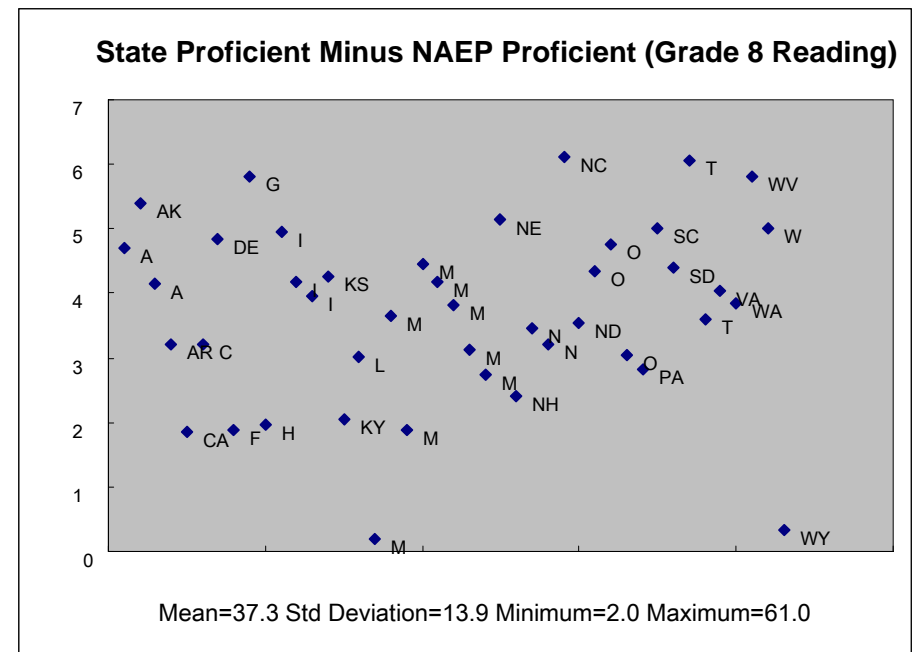 State Proficient Minus NAEP Proficient (Grade 8 Reading)
7
6
5
4
3
2
1
0
A
AK
A
AR
CA
C
DE
F
G
H
I
I
I
KS
KY
L
M
M
M
M
M
M
M
M
NE
NH
N
N
NC
ND
O
O
O
PA
SC
SD
T
T
VA
WA
WV
W
WY
Mean=37.3 Std Deviation=13.9 Minimum=2.0 Maximum=61.0